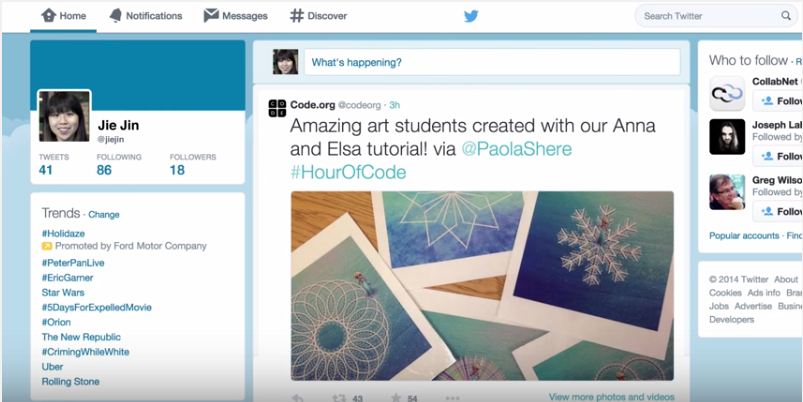 Home Notifications Messages # Discover Search Twitter
What's happening?
Jie Jin
@jiejin
TWEETS FOLLOWING FOLLOWERS
41 86 18
Trends · Change
#Holidaze
Promoted by Ford Motor Company
#PeterPanLive
#EricGarner
Star Wars
#5DaysForExpelledMovie
#Orion
The New Republic
#CrimingWhileWhite
Uber
Rolling Stone
Code.org @codeorg · 3h
Amazing art students created with our Anna
and Elsa tutorial! via @PaolaShere
#HourOfCode
43 54 View more photos and videos
Who to follow · R
CollabNet
Follow
Joseph Lal
Followed by
Follow
Greg Wilso
Followed by
Follow
Popular accounts · Find
© 2014 Twitter About
Cookies Ads info Bran
Jobs Advertise Busine
Developers